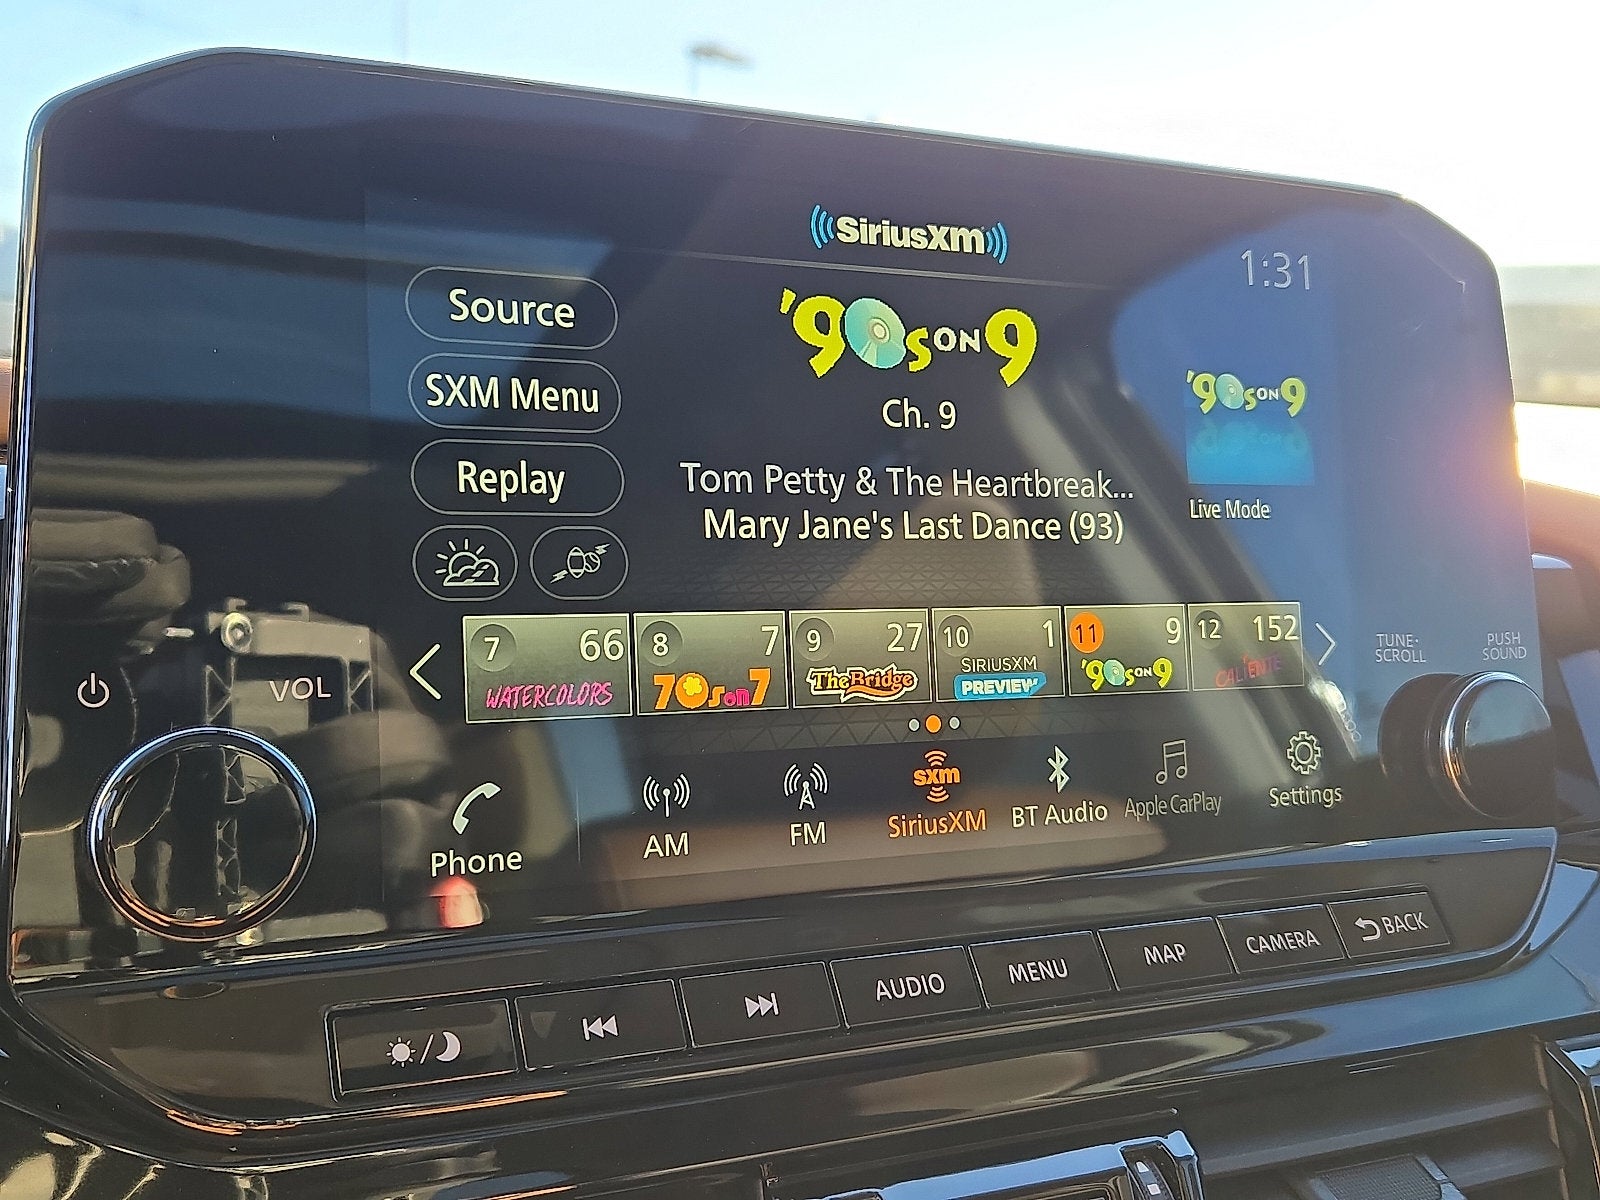 SiriusXM
1:31
Source
SXM Menu
Replay
'90s ON 9
Ch. 9
Tom Petty & The Heartbreak...
Mary Jane's Last Dance (93)
'90s ON 9
Live Mode
7 66
WATERCOLORS
8 7
70s on 7
9 27
The Bridge
10 1
SIRIUSXM
PREVIEW
11 9
'90s ON 9
12 152
CALIENTE
VOL
TUNE·
SCROLL
PUSH
SOUND
Phone
AM
FM
sxm
SiriusXM
BT Audio
Apple CarPlay
Settings
AUDIO
MENU
MAP
CAMERA
BACK